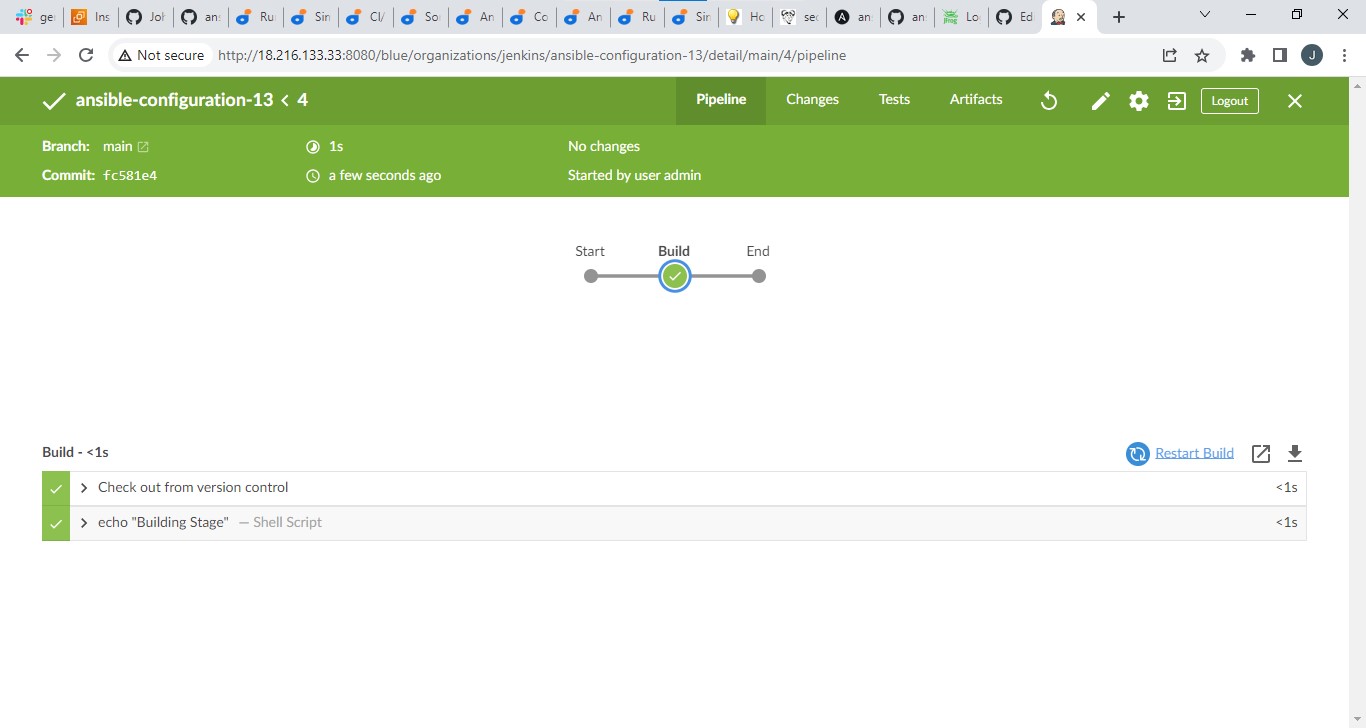 ge Ins Joh ans Ru Sin CI/ So An Co An Ru Sin Ho sec an an Lo Ed
Not secure http://18.216.133.33:8080/blue/organizations/jenkins/ansible-configuration-13/detail/main/4/pipeline J
ansible-configuration-13 < 4 Pipeline Changes Tests Artifacts Logout
Branch: main 1s No changes
Commit: fc581e4 a few seconds ago Started by user admin
Start Build End
Build - <1s Restart Build
Check out from version control <1s
echo "Building Stage" — Shell Script <1s